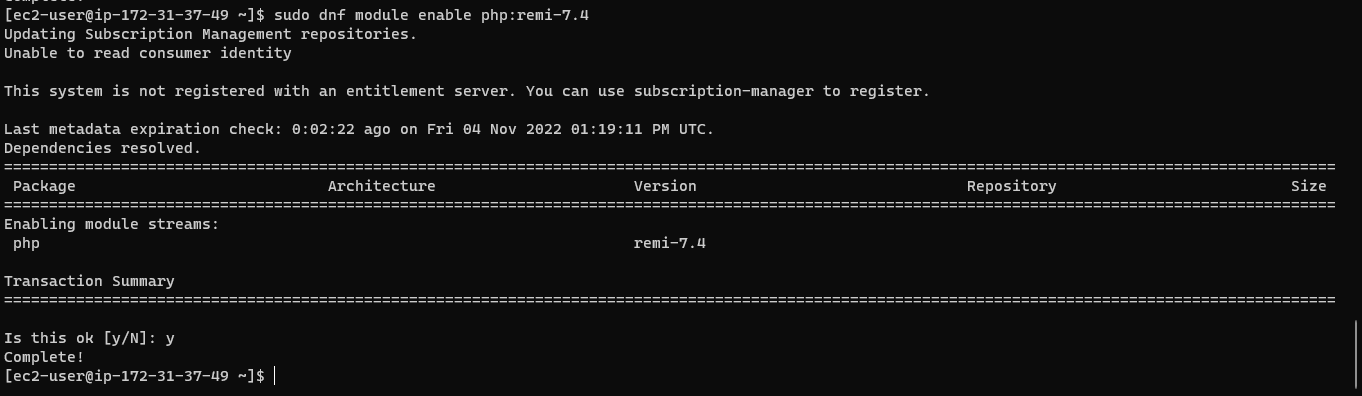 [ec2-user@ip-172-31-37-49 ~]$ sudo dnf module enable php:remi-7.4
Updating Subscription Management repositories.
Unable to read consumer identity
This system is not registered with an entitlement server. You can use subscription-manager to register.
Last metadata expiration check: 0:02:22 ago on Fri 04 Nov 2022 01:19:11 PM UTC.
Dependencies resolved.
====================================================================================================================================================
Package Architecture Version Repository Size
====================================================================================================================================================
Enabling module streams:
php remi-7.4
Transaction Summary
====================================================================================================================================================
Is this ok [y/N]: y
Complete!
[ec2-user@ip-172-31-37-49 ~]$